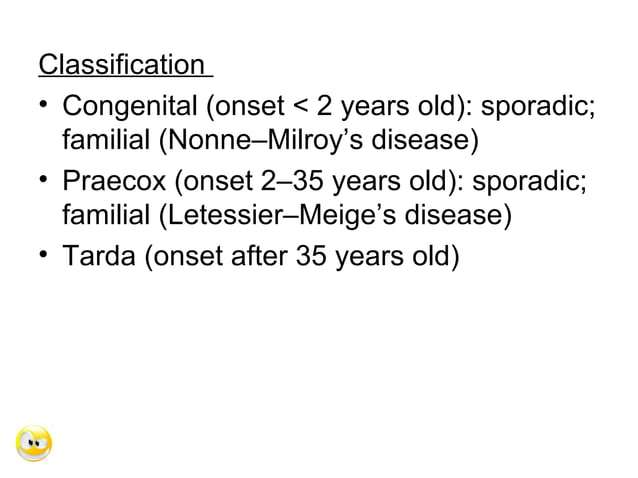 Classification
• Congenital (onset < 2 years old): sporadic;
familial (Nonne–Milroy’s disease)
• Praecox (onset 2–35 years old): sporadic;
familial (Letessier–Meige’s disease)
• Tarda (onset after 35 years old)